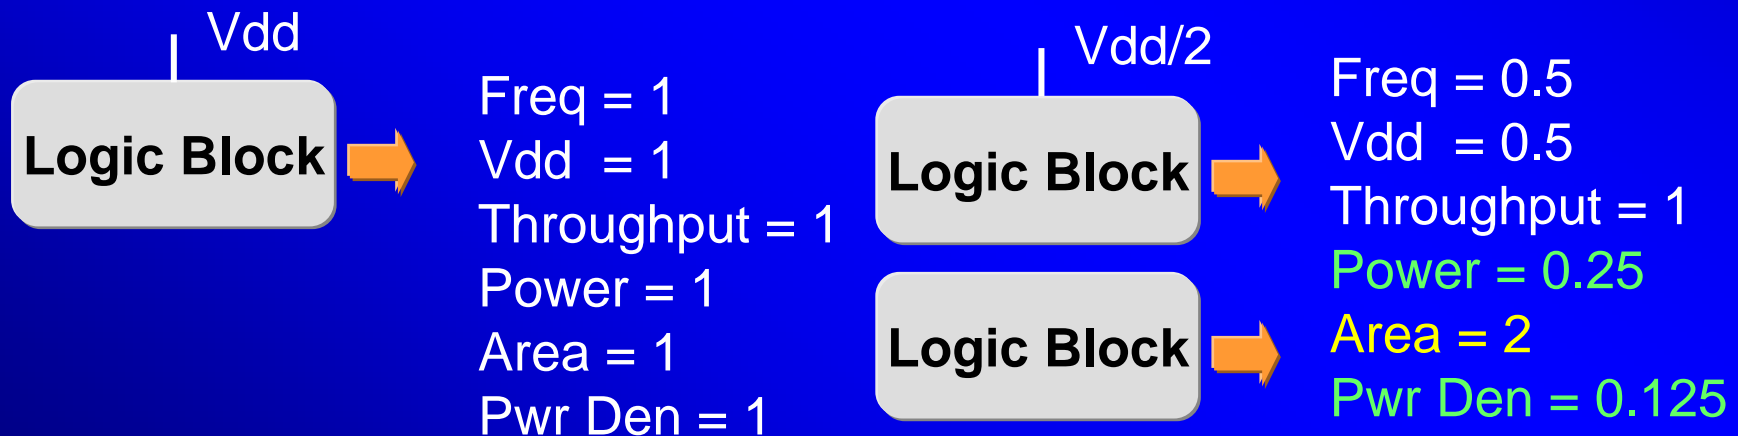 Vdd
Logic Block
Freq = 1
Vdd = 1
Throughput = 1
Power = 1
Area = 1
Pwr Den = 1
Vdd/2
Logic Block
Logic Block
Freq = 0.5
Vdd = 0.5
Throughput = 1
Power = 0.25
Area = 2
Pwr Den = 0.125